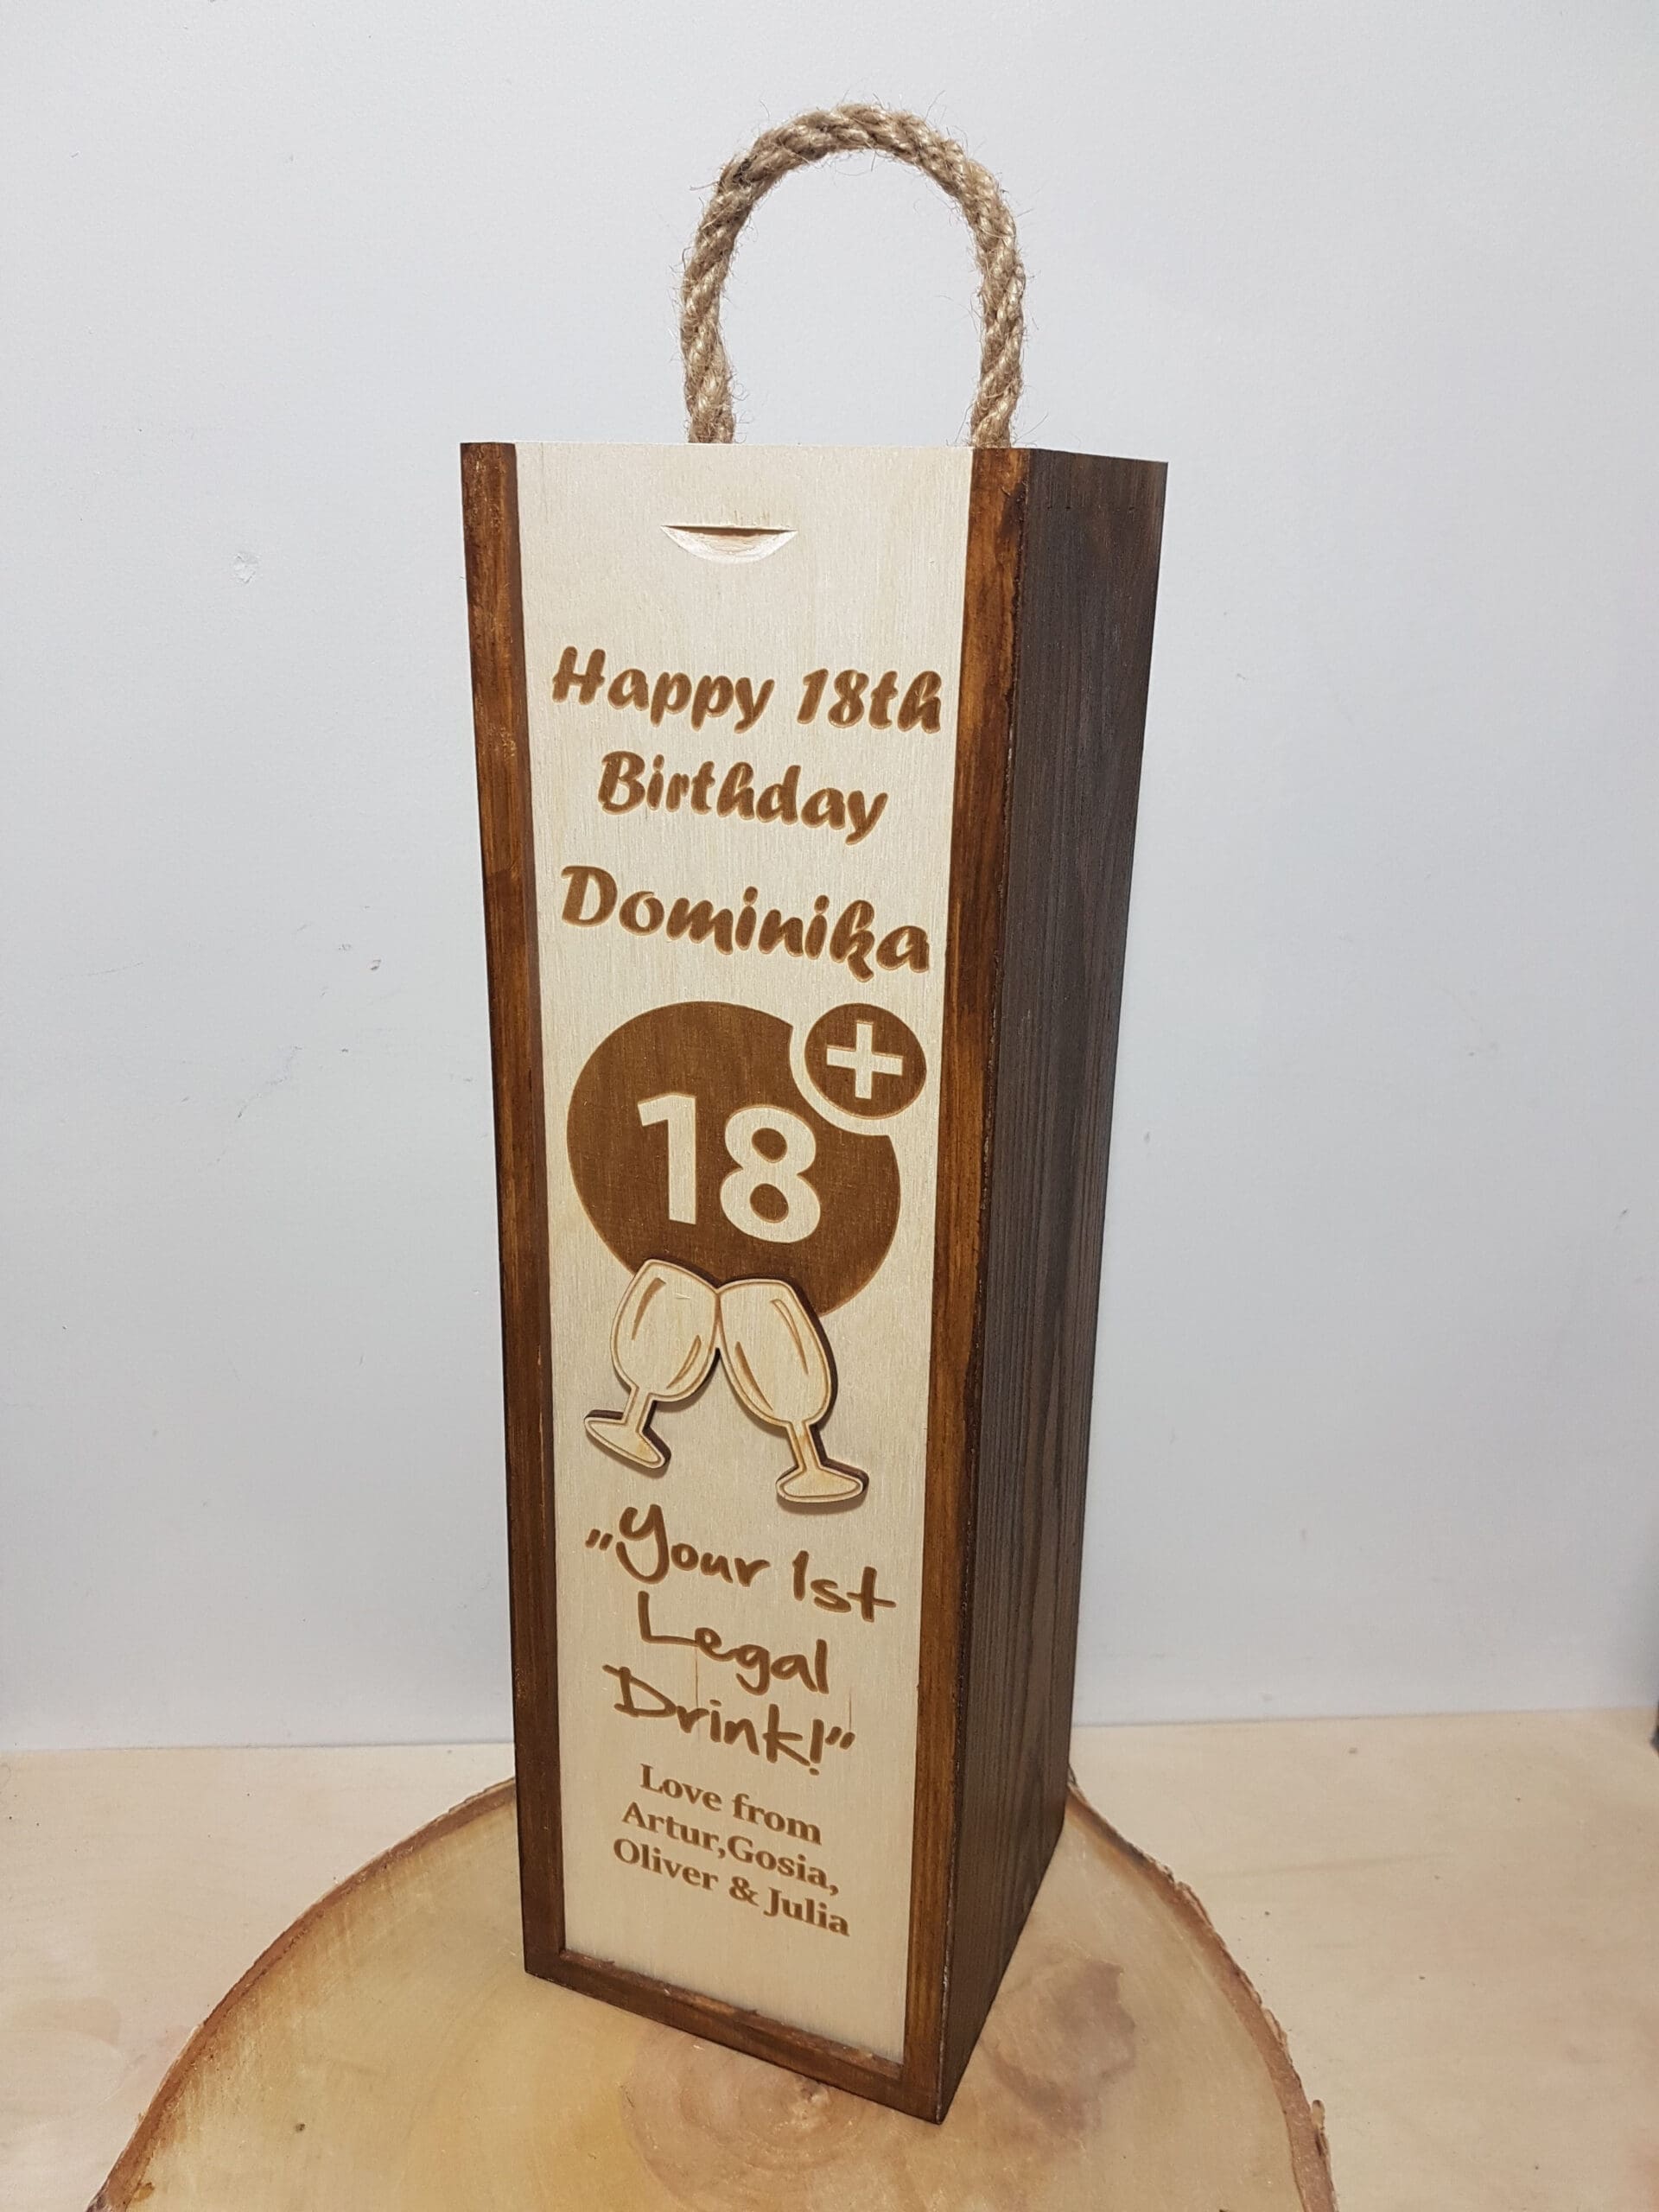 Happy 18th
Birthday
Dominika
18+
„Your 1st
Legal
Drink!”
Love from
Artur,Gosia,
Oliver & Julia